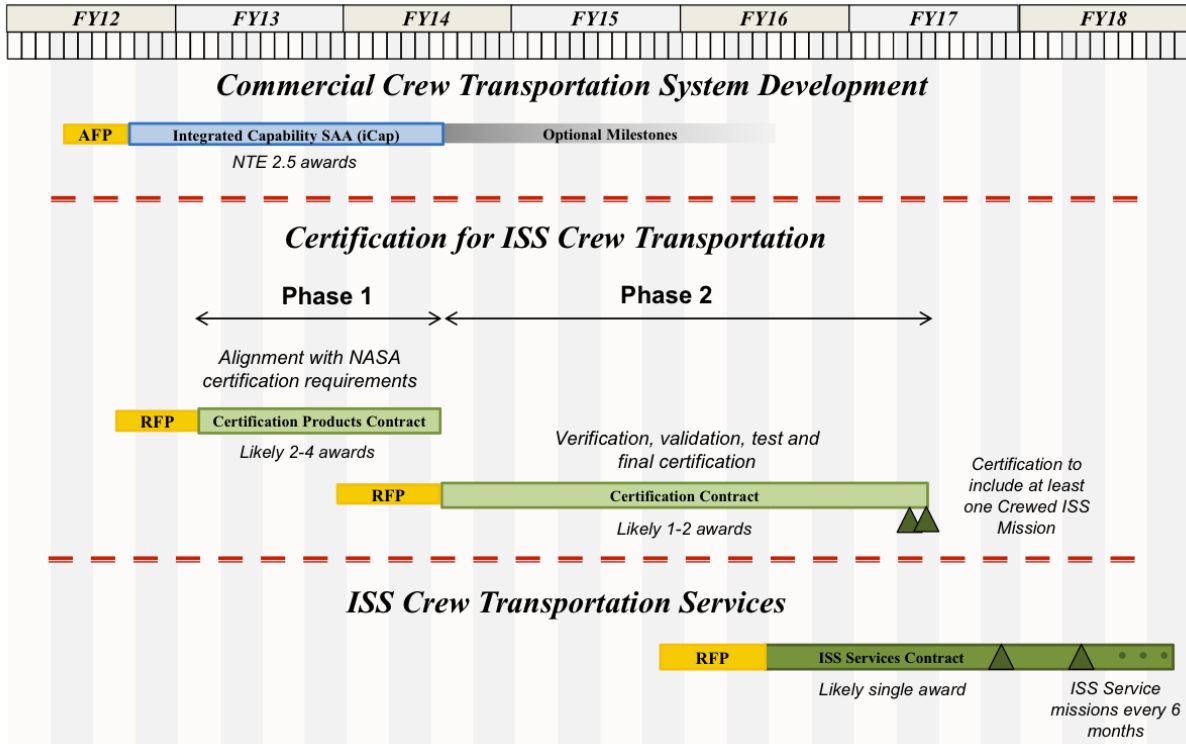 FY12 FY13 FY14 FY15 FY16 FY17 FY18
Commercial Crew Transportation System Development
AFP Integrated Capability SAA (iCap) Optional Milestones
NTE 2.5 awards
Certification for ISS Crew Transportation
Phase 1 Phase 2
Alignment with NASA
certification requirements
RFP Certification Products Contract
Likely 2-4 awards
Verification, validation, test and
final certification
RFP Certification Contract
Likely 1-2 awards
Certification to
include at least
one Crewed ISS
Mission
ISS Crew Transportation Services
RFP ISS Services Contract
Likely single award
ISS Service
missions every 6
months